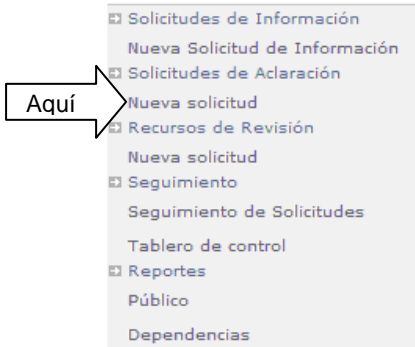 Solicitudes de Información
Nueva Solicitud de Información
Solicitudes de Aclaración
Aquí
Nueva solicitud
Recursos de Revisión
Nueva solicitud
Seguimiento
Seguimiento de Solicitudes
Tablero de control
Reportes
Público
Dependencias